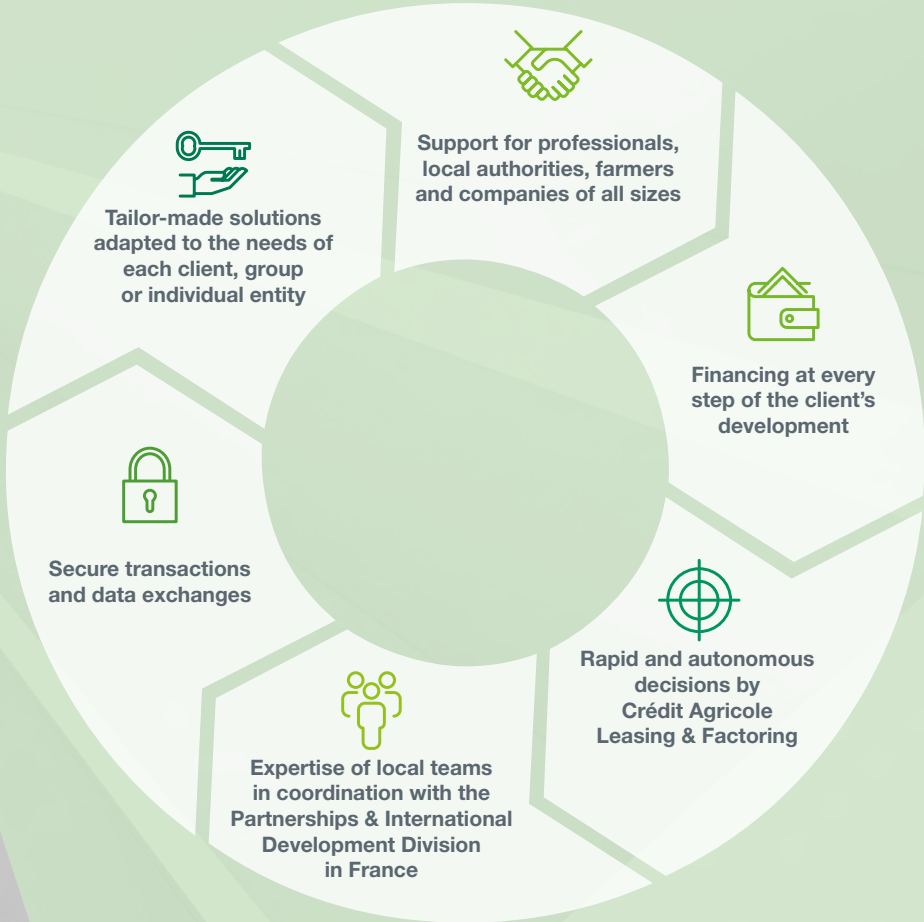 Support for professionals,
local authorities, farmers
and companies of all sizes
Tailor-made solutions
adapted to the needs of
each client, group
or individual entity
Financing at every
step of the client’s
development
Secure transactions
and data exchanges
Rapid and autonomous
decisions by
Crédit Agricole
Leasing & Factoring
Expertise of local teams
in coordination with the
Partnerships & International
Development Division
in France